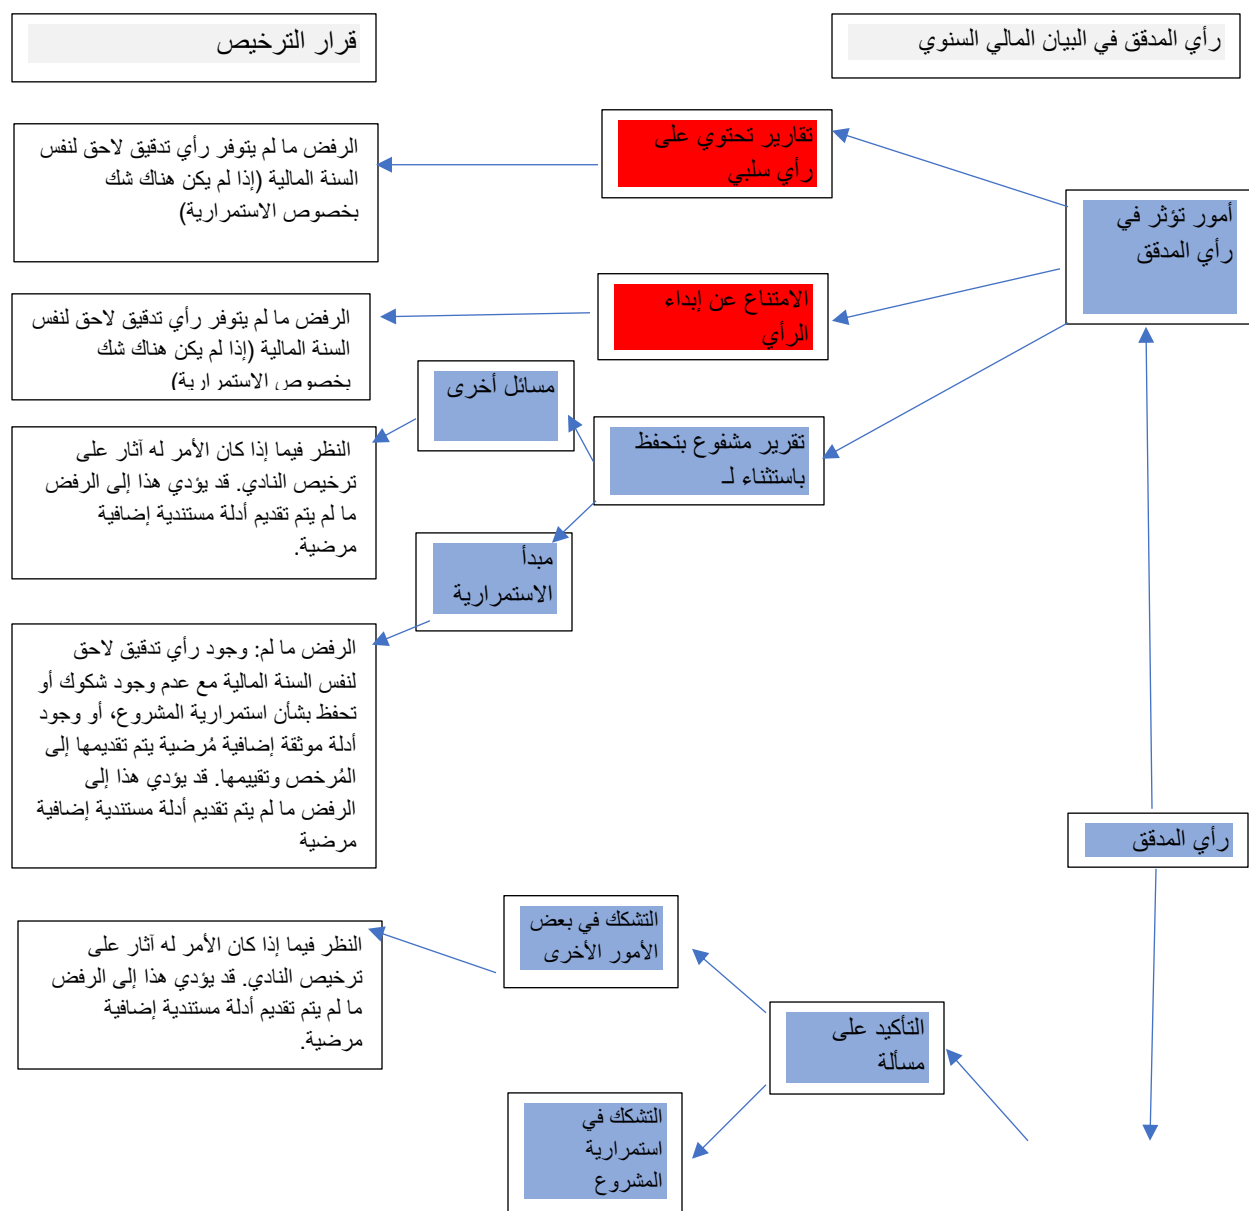 رأي المدقق في البيان المالي السنوي
قرار الترخيص
تقارير تحتوي على
رأي سلبي
الرفض ما لم يتوفر رأي تدقيق لاحق لنفس
السنة المالية (إذا لم يكن هناك شك
بخصوص الاستمرارية)
أمور تؤثر في
رأي المدقق
الامتناع عن إبداء
الرأي
الرفض ما لم يتوفر رأي تدقيق لاحق لنفس
السنة المالية (إذا لم يكن هناك شك
بخصوص الاستمرارية)
مسائل أخرى
تقرير مشفوع بتحفظ
باستثناء لـ
النظر فيما إذا كان الأمر له آثار على
ترخيص النادي. قد يؤدي هذا إلى الرفض
ما لم يتم تقديم أدلة مستندية إضافية
مرضية.
مبدأ
الاستمرارية
الرفض ما لم: وجود رأي تدقيق لاحق
لنفس السنة المالية مع عدم وجود شكوك أو
تحفظ بشأن استمرارية المشروع، أو وجود
أدلة موثقة إضافية مُرضية يتم تقديمها إلى
المُرخص وتقييمها. قد يؤدي هذا إلى
الرفض ما لم يتم تقديم أدلة مستندية إضافية
مرضية
رأي المدقق
التشكك في بعض
الأمور الأخرى
النظر فيما إذا كان الأمر له آثار على
ترخيص النادي. قد يؤدي هذا إلى الرفض
ما لم يتم تقديم أدلة مستندية إضافية
مرضية.
التأكيد على
مسألة
التشكك في
استمرارية
المشروع